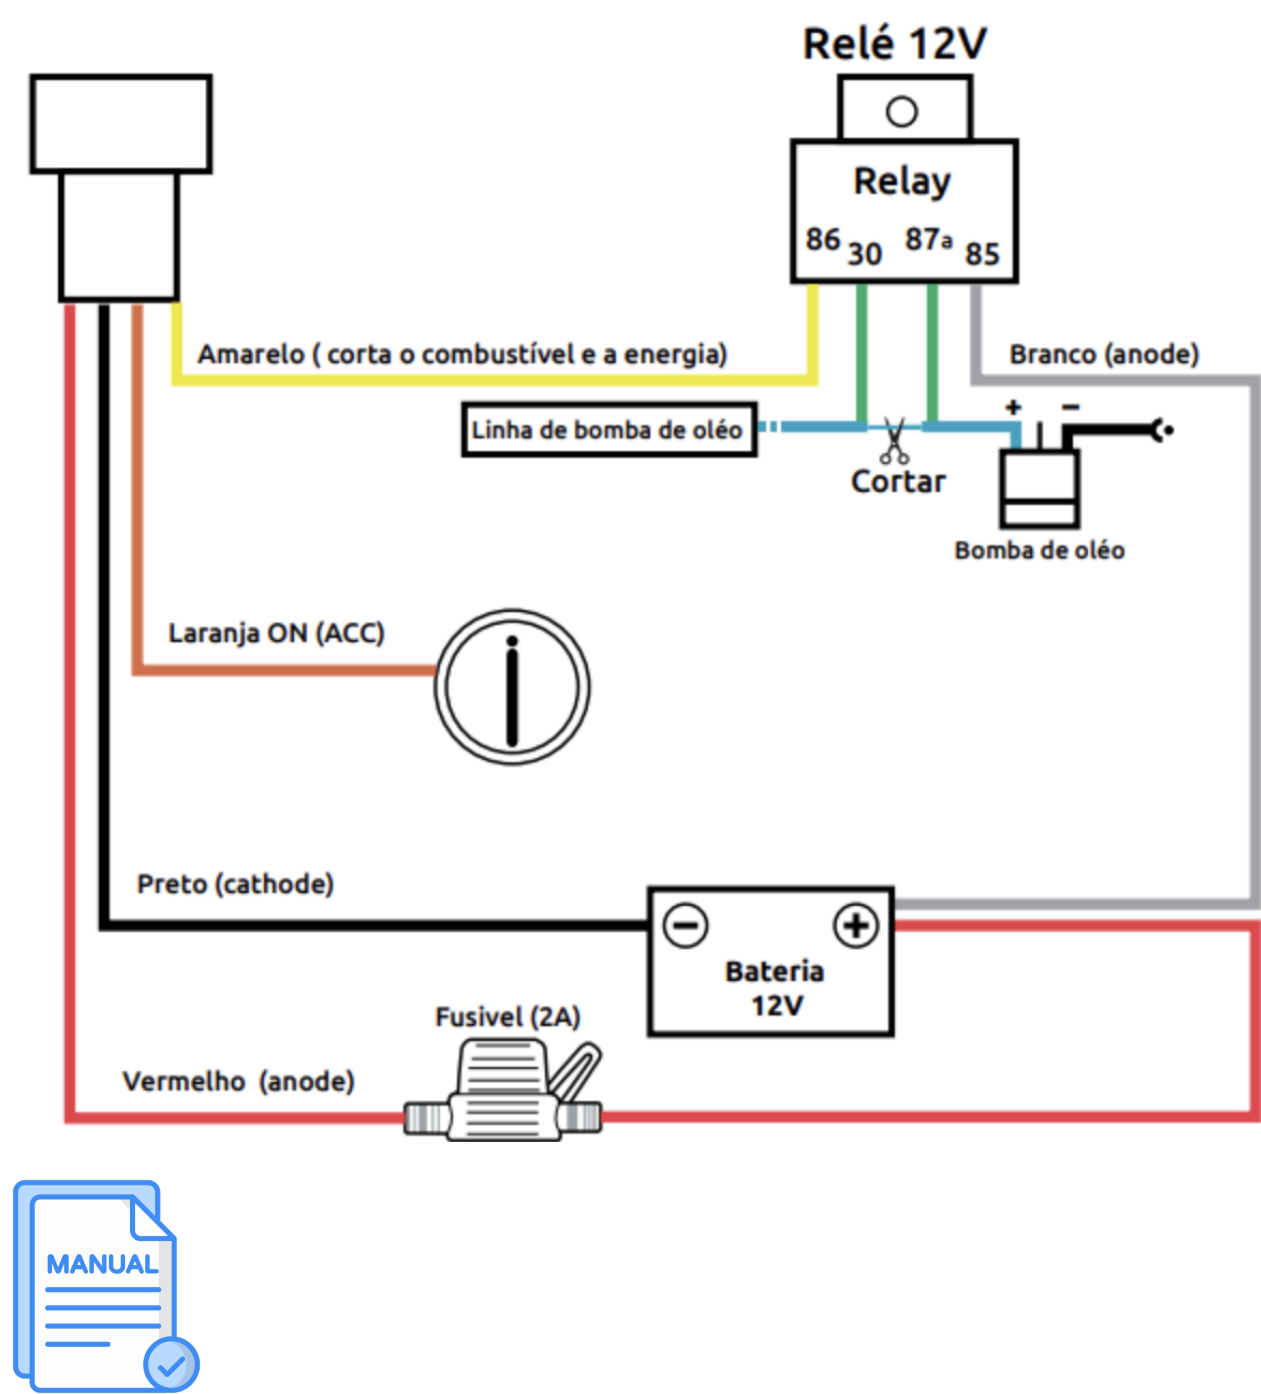 Relé 12V
Relay
86 30 87a 85
Amarelo ( corta o combustível e a energia)
Branco (anode)
+ −
Linha de bomba de oléo
Cortar
Bomba de oléo
Laranja ON (ACC)
Preto (cathode)
− +
Bateria
12V
Fusivel (2A)
Vermelho (anode)
MANUAL